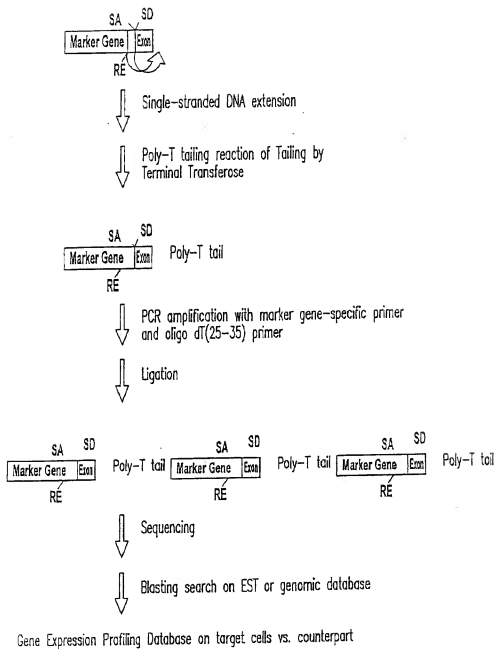 SA SD
Marker Gene Exon
RE
Single-stranded DNA extension
Poly-T tailing reaction of Tailing by
Terminal Transferose
SA SD
Marker Gene Exon Poly-T tail
RE
PCR amplification with marker gene-specific primer
and oligo dT(25-35) primer
Ligation
SA SD SA SD SA SD
Marker Gene Exon Poly-T tail Marker Gene Exon Poly-T tail Marker Gene Exon Poly-T tail
RE RE RE
Sequencing
Blasting search on EST or genomic database
Gene Expression Profiling Database on target cells vs. counterpart